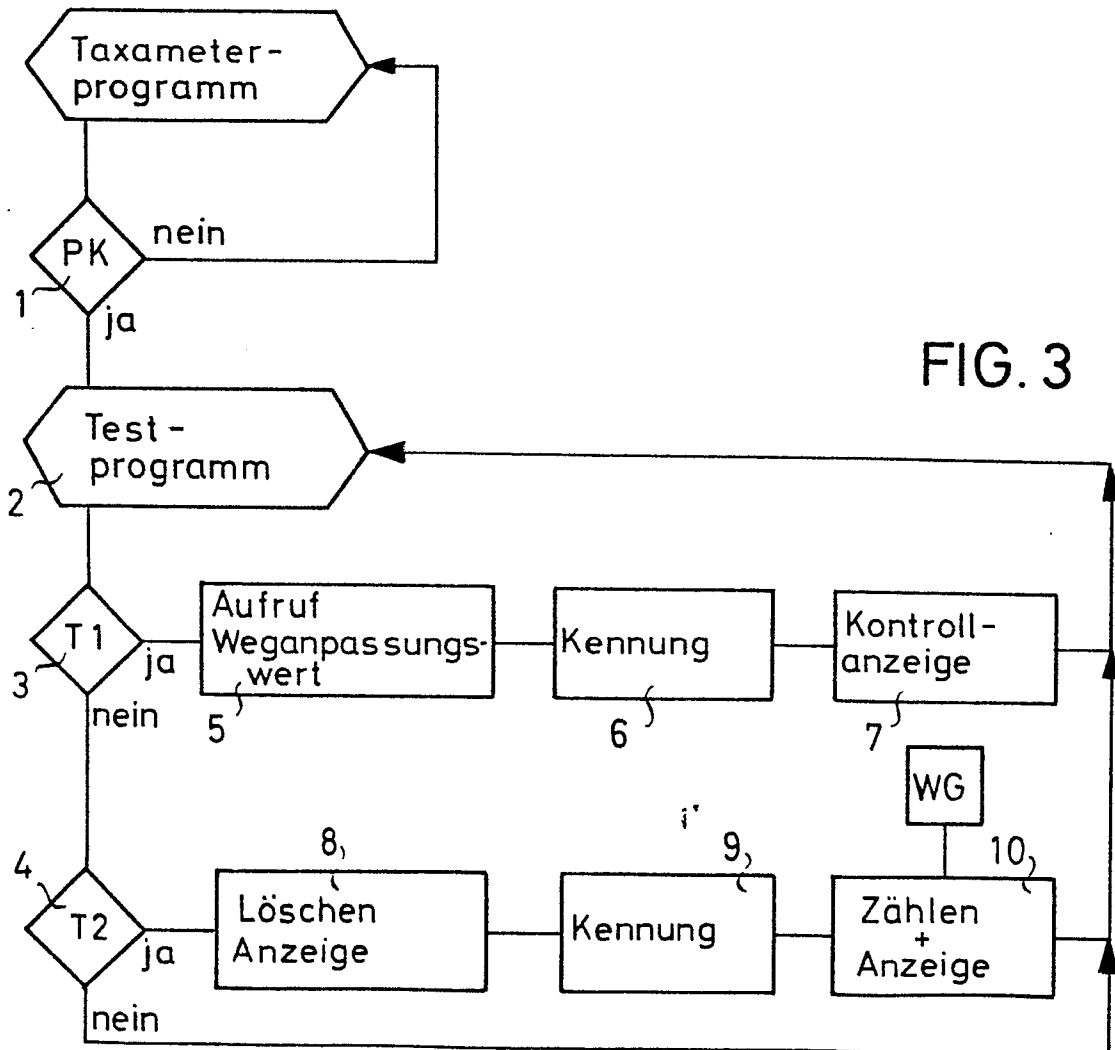 Taxameter-
programm
PK
nein
1
ja
FIG. 3
Test-
programm
2
T1
3
ja
nein
Aufruf
Weganpassungs-
wert
5
Kennung
6
Kontroll-
anzeige
7
WG
4
T2
ja
nein
8
Löschen
Anzeige
9
Kennung
10
Zählen
+
Anzeige